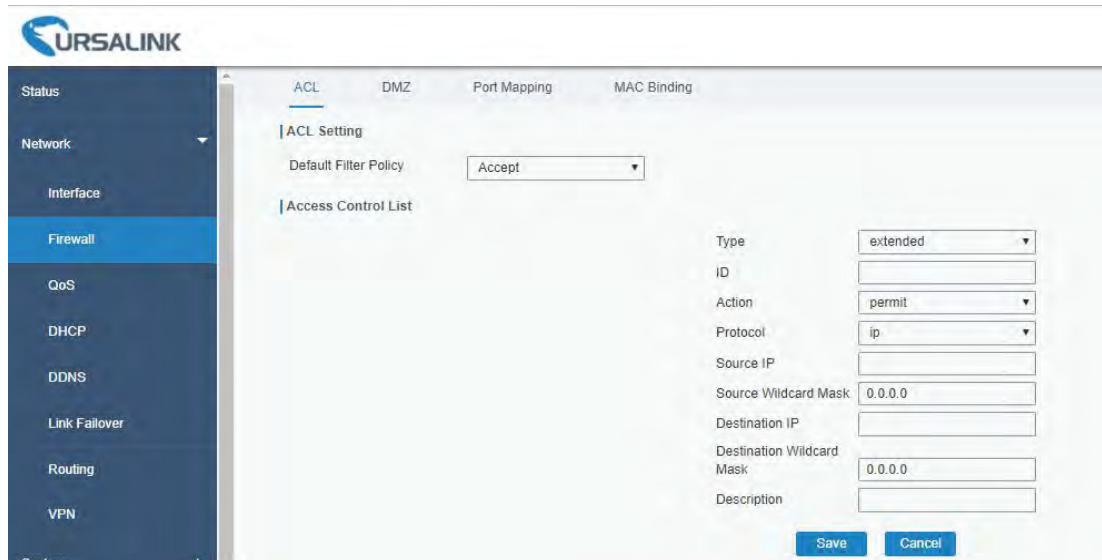 URSALINK
Status
Network
Interface
Firewall
QoS
DHCP
DDNS
Link Failover
Routing
VPN
ACL DMZ Port Mapping MAC Binding
ACL Setting
Default Filter Policy Accept
Access Control List
Type extended
ID
Action permit
Protocol ip
Source IP
Source Wildcard Mask 0.0.0.0
Destination IP
Destination Wildcard
Mask 0.0.0.0
Description
Save Cancel